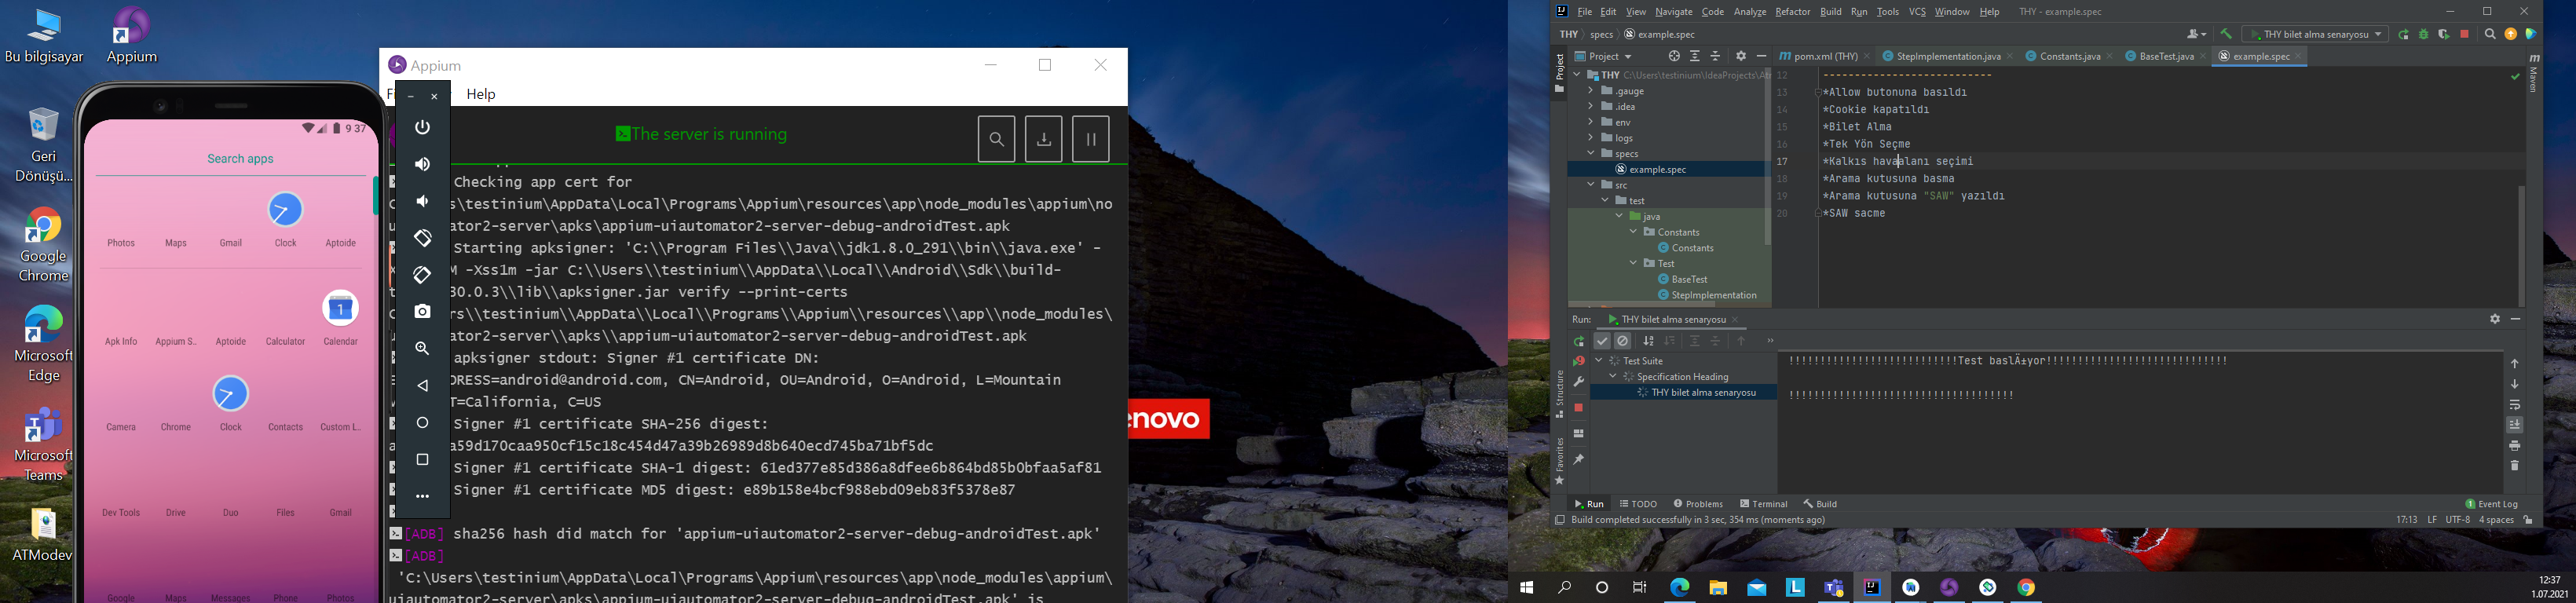 Bu bilgisayar
Appium
Geri
Dönüşü...
Google
Chrome
Microsoft
Edge
Microsoft
Teams
ATModev
9 37
Search apps
Photos
Maps
Gmail
Clock
Aptoide
Apk Info
Appium S..
Aptoide
Calculator
Calendar
1
Camera
Chrome
Clock
Contacts
Custom L..
Dev Tools
Drive
Duo
Files
Gmail
Google
Maps
Messages
Phone
Photos
Appium
Help
The server is running
Checking app cert for
s\testinium\AppData\Local\Programs\Appium\resources\app\node_modules\appium\no
ator2-server\apks\appium-uiautomator2-server-debug-androidTest.apk
Starting apksigner: 'C:\\Program Files\\Java\\jdk1.8.0_291\\bin\\java.exe' -
M -Xss1m -jar C:\\Users\\testinium\\AppData\\Local\\Android\\Sdk\\build-
30.0.3\\lib\\apksigner.jar verify --print-certs
rs\\testinium\\AppData\\Local\\Programs\\Appium\\resources\\app\\node_modules\
ator2-server\\apks\\appium-uiautomator2-server-debug-androidTest.apk
apksigner stdout: Signer #1 certificate DN:
DRESS=android@android.com, CN=Android, OU=Android, O=Android, L=Mountain
T=California, C=US
Signer #1 certificate SHA-256 digest:
a59d170caa950cf15c18c454d47a39b26989d8b640ecd745ba71bf5dc
Signer #1 certificate SHA-1 digest: 61ed377e85d386a8dfee6b864bd85b0bfaa5af81
Signer #1 certificate MD5 digest: e89b158e4bcf988ebd09eb83f5378e87
[ADB] sha256 hash did match for 'appium-uiautomator2-server-debug-androidTest.apk'
[ADB]
'C:\Users\testinium\AppData\Local\Programs\Appium\resources\app\node_modules\appium\
uiautomator2-server\apks\appium-uiautomator2-server-debug-androidTest.apk' is
enovo
File Edit View Navigate Code Analyze Refactor Build Run Tools VCS Window Help THY - example.spec
THY specs example.spec
THY bilet alma senaryosu
Project
pom.xml (THY) StepImplementation.java Constants.java BaseTest.java example.spec
Project
Maven
THY C:\Users\testinium\IdeaProjects\Atm
.gauge
.idea
env
logs
specs
example.spec
src
test
java
Constants
Constants
Test
BaseTest
StepImplementation
12 ---------------------------
13 *Allow butonuna basıldı
14 *Cookie kapatıldı
15 *Bilet Alma
16 *Tek Yön Seçme
17 *Kalkıs havaalanı seçimi
18 *Arama kutusuna basma
19 *Arama kutusuna "SAW" yazıldı
20 *SAW sacme
Run: THY bilet alma senaryosu
Test Suite
Specification Heading
THY bilet alma senaryosu
!!!!!!!!!!!!!!!!!!!!!!!!!!!Test baslÄ±yor!!!!!!!!!!!!!!!!!!!!!!!!!!!!!
!!!!!!!!!!!!!!!!!!!!!!!!!!!!!!!!!!!!
Structure
Favorites
Run TODO Problems Terminal Build
1 Event Log
Build completed successfully in 3 sec, 354 ms (moments ago)
17:13 LF UTF-8 4 spaces
L
12:37
1.07.2021